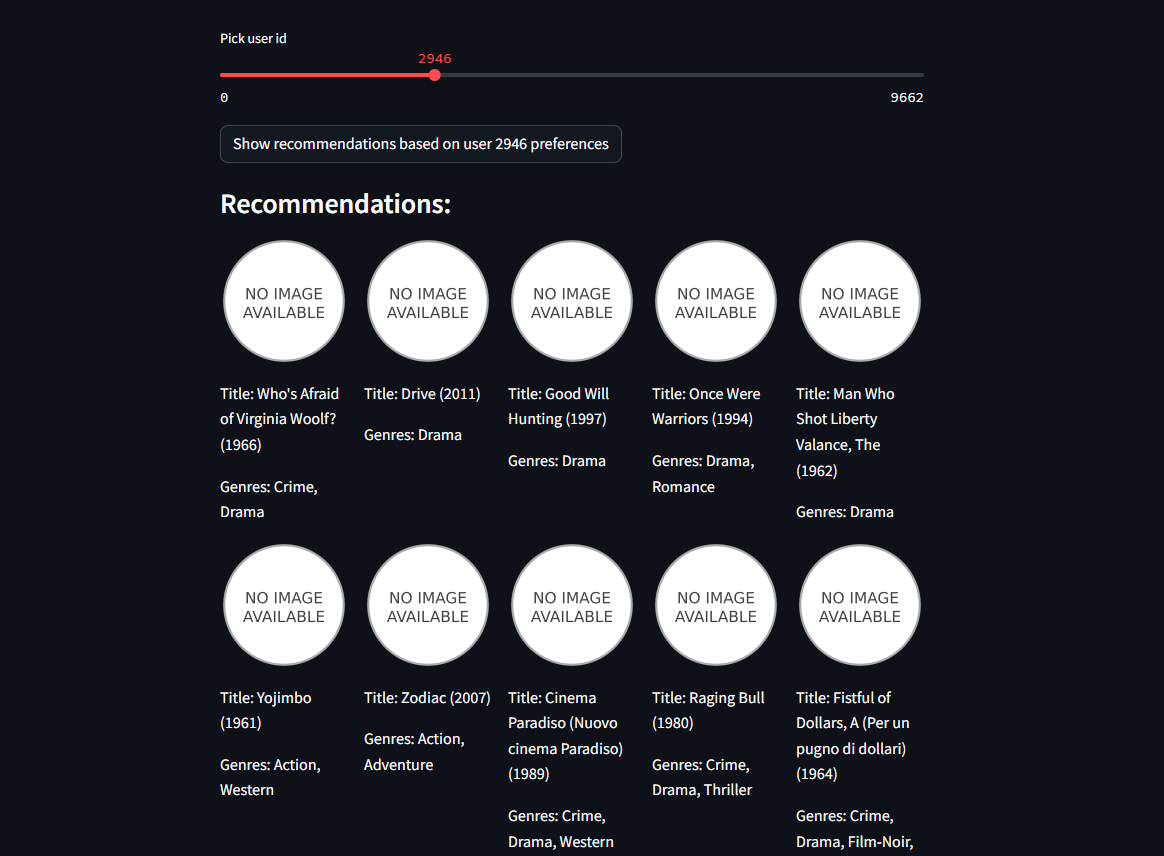 Pick user id
2946
0
9662
Show recommendations based on user 2946 preferences
Recommendations:
NO IMAGE
AVAILABLE
NO IMAGE
AVAILABLE
NO IMAGE
AVAILABLE
NO IMAGE
AVAILABLE
NO IMAGE
AVAILABLE
Title: Who's Afraid
of Virginia Woolf?
(1966)
Genres: Crime,
Drama
Title: Drive (2011)
Genres: Drama
Title: Good Will
Hunting (1997)
Genres: Drama
Title: Once Were
Warriors (1994)
Genres: Drama,
Romance
Title: Man Who
Shot Liberty
Valance, The
(1962)
Genres: Drama
NO IMAGE
AVAILABLE
NO IMAGE
AVAILABLE
NO IMAGE
AVAILABLE
NO IMAGE
AVAILABLE
NO IMAGE
AVAILABLE
Title: Yojimbo
(1961)
Genres: Action,
Western
Title: Zodiac (2007)
Genres: Action,
Adventure
Title: Cinema
Paradiso (Nuovo
cinema Paradiso)
(1989)
Genres: Crime,
Drama, Western
Title: Raging Bull
(1980)
Genres: Crime,
Drama, Thriller
Title: Fistful of
Dollars, A (Per un
pugno di dollari)
(1964)
Genres: Crime,
Drama, Film-Noir,